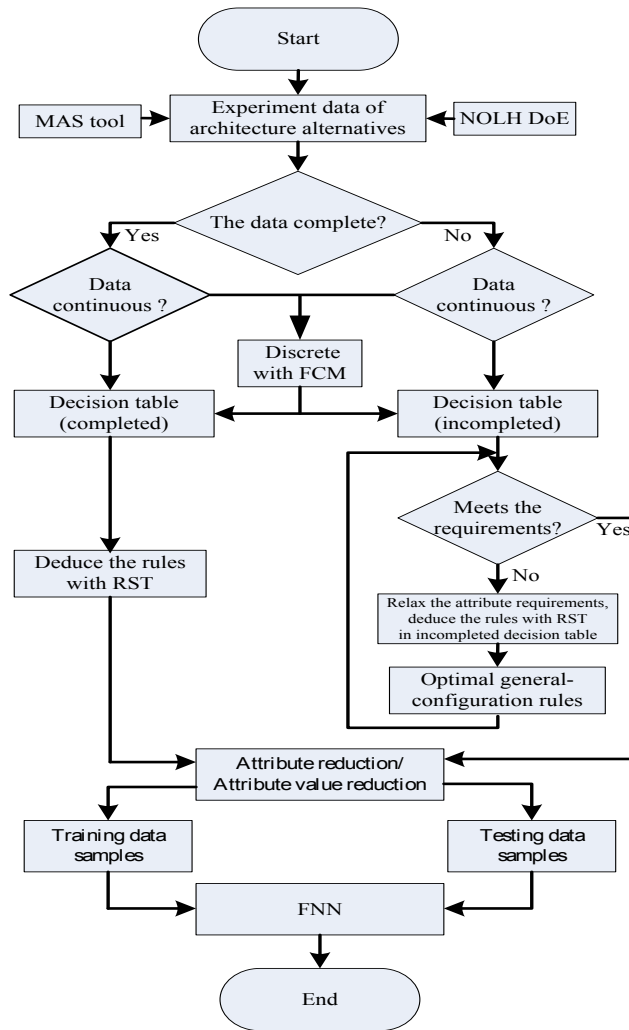 Start
MAS tool
Experiment data of
architecture alternatives
NOLH DoE
The data complete?
Yes
No
Data
continuous ?
Data
continuous ?
Discrete
with FCM
Decision table
(completed)
Decision table
(incompleted)
Meets the
requirements?
Yes
No
Deduce the rules
with RST
Relax the attribute requirements,
deduce the rules with RST
in incompleted decision table
Optimal general-
configuration rules
Attribute reduction/
Attribute value reduction
Training data
samples
Testing data
samples
FNN
End